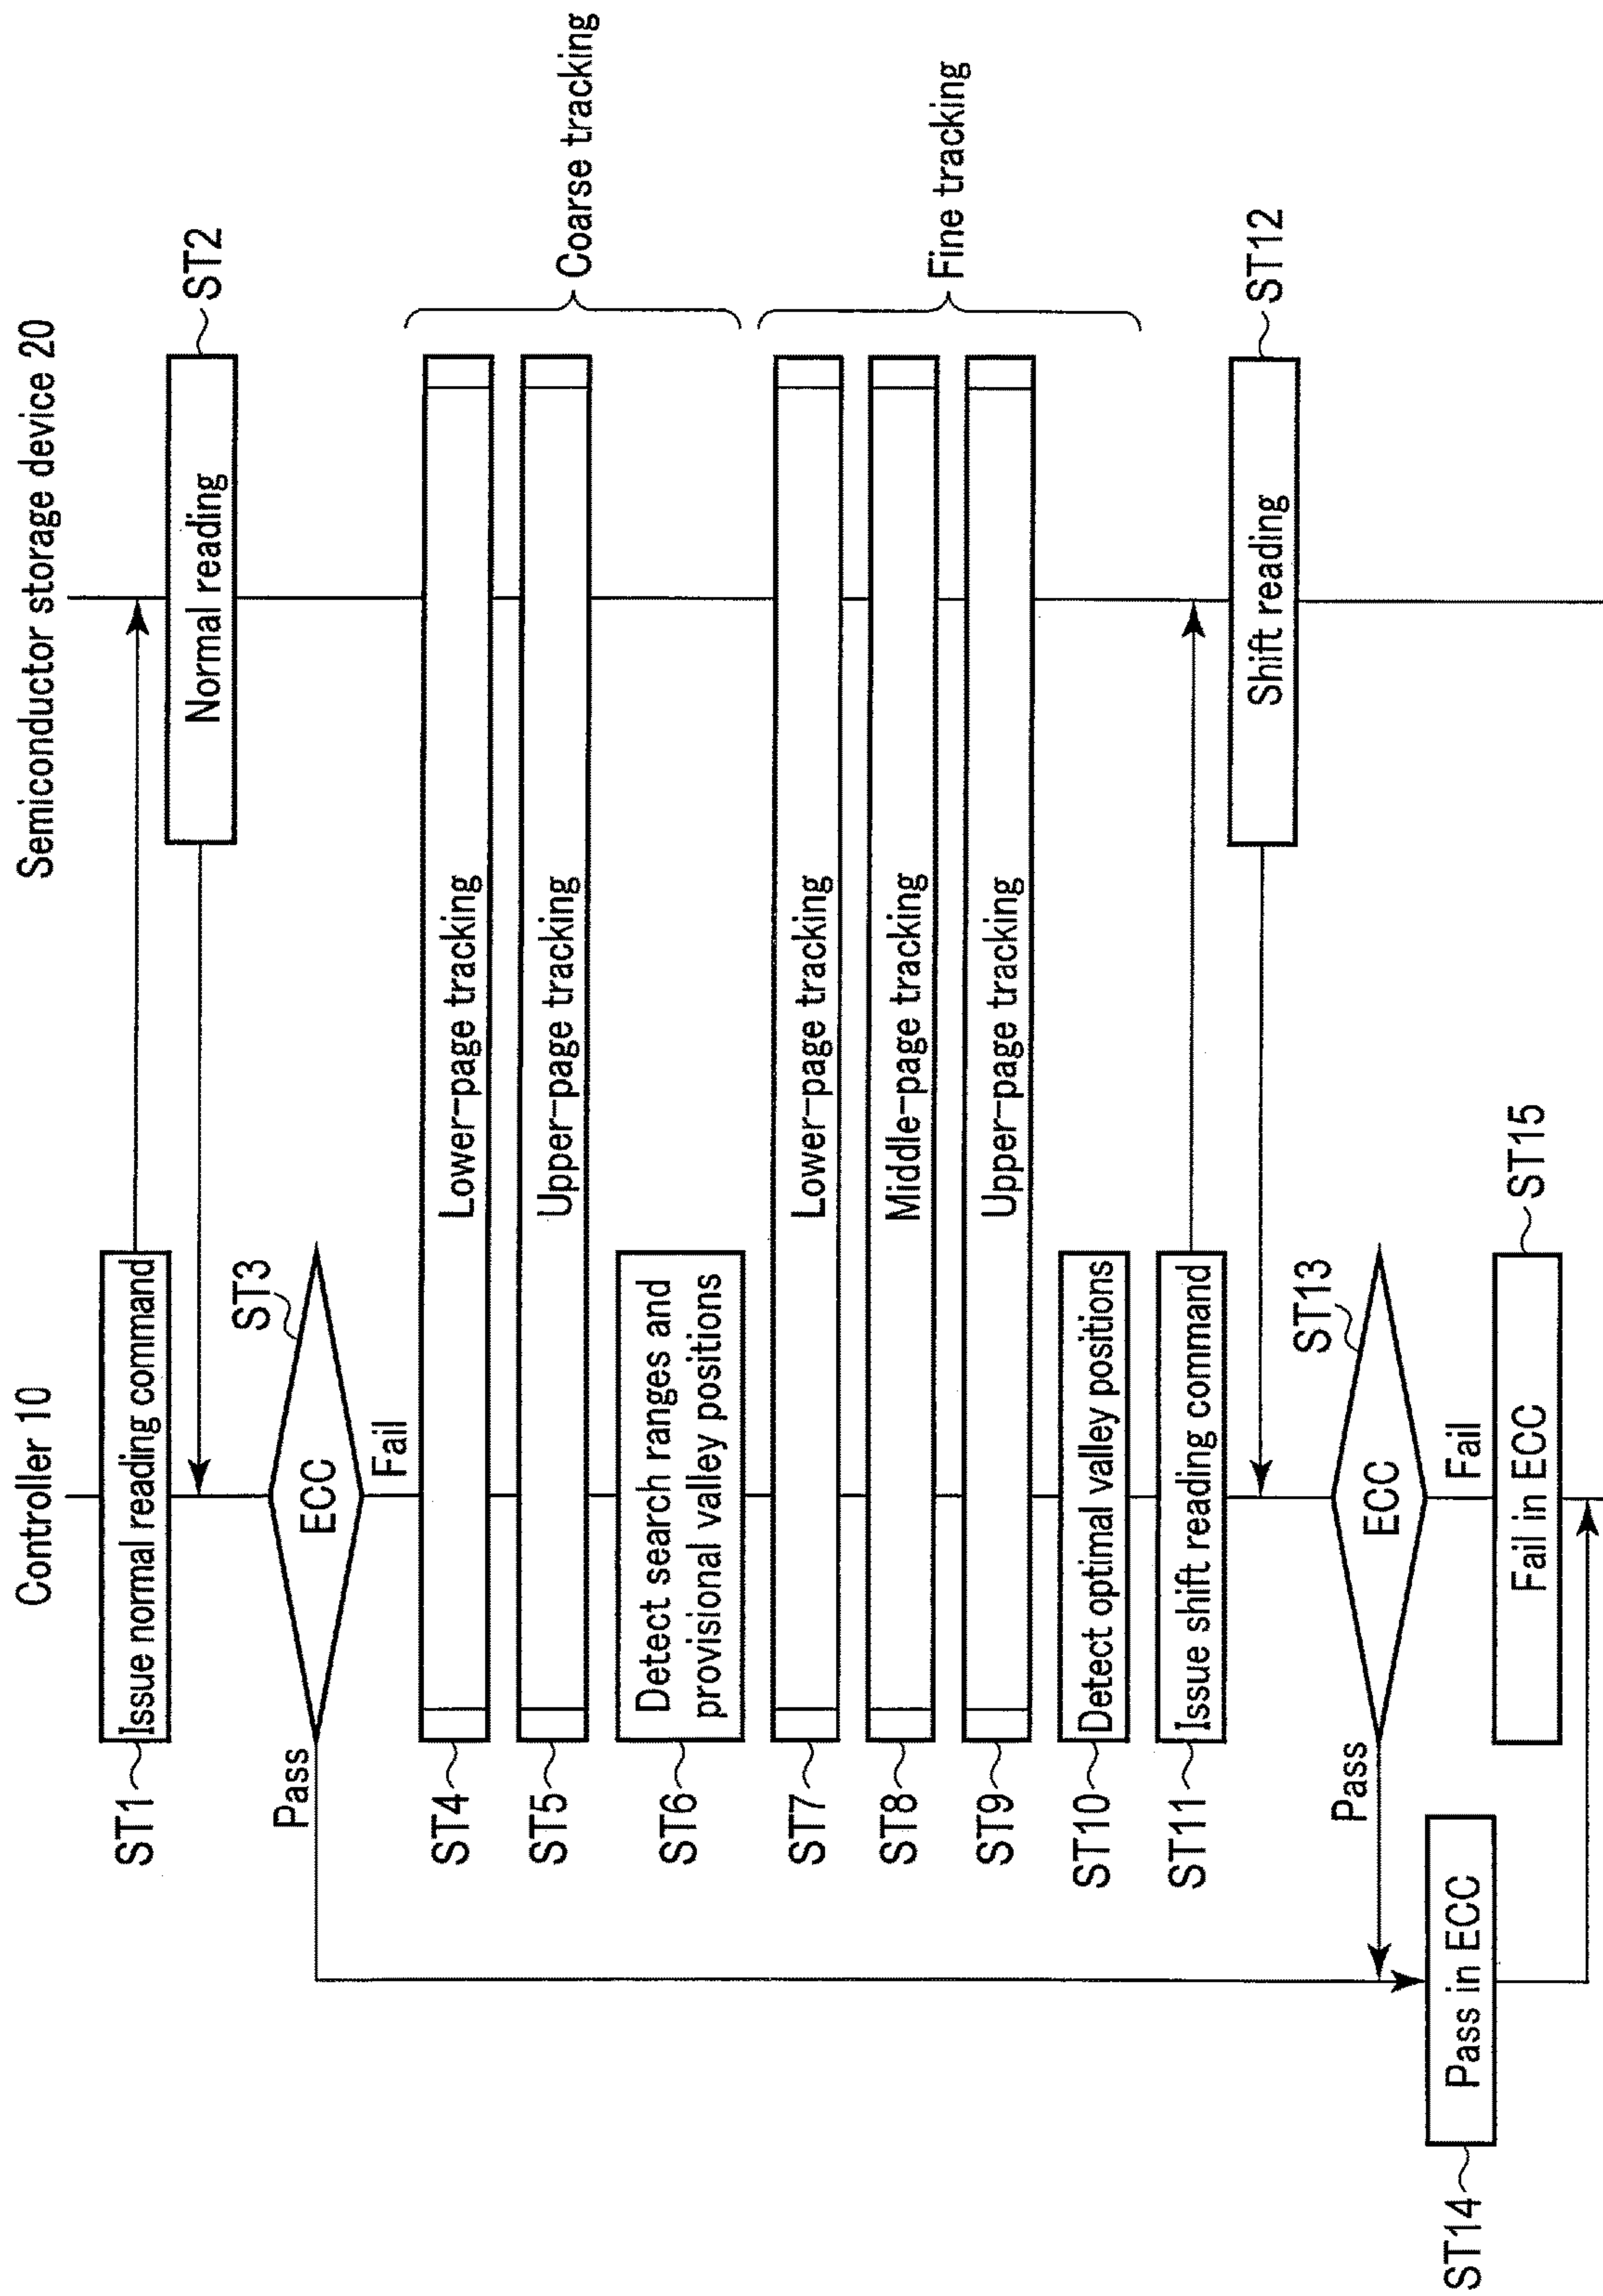 Controller 10
Semiconductor storage device 20
ST1
Issue normal reading command
Normal reading
ST2
ST3
ECC
Pass
Fail
ST4
Lower-page tracking
ST5
Upper-page tracking
Coarse tracking
ST6
Detect search ranges and
provisional valley positions
ST7
Lower-page tracking
ST8
Middle-page tracking
Fine tracking
ST9
Upper-page tracking
ST10
Detect optimal valley positions
ST11
Issue shift reading command
Shift reading
ST12
ST13
ECC
Pass
Fail
ST14
Pass in ECC
Fail in ECC
ST15